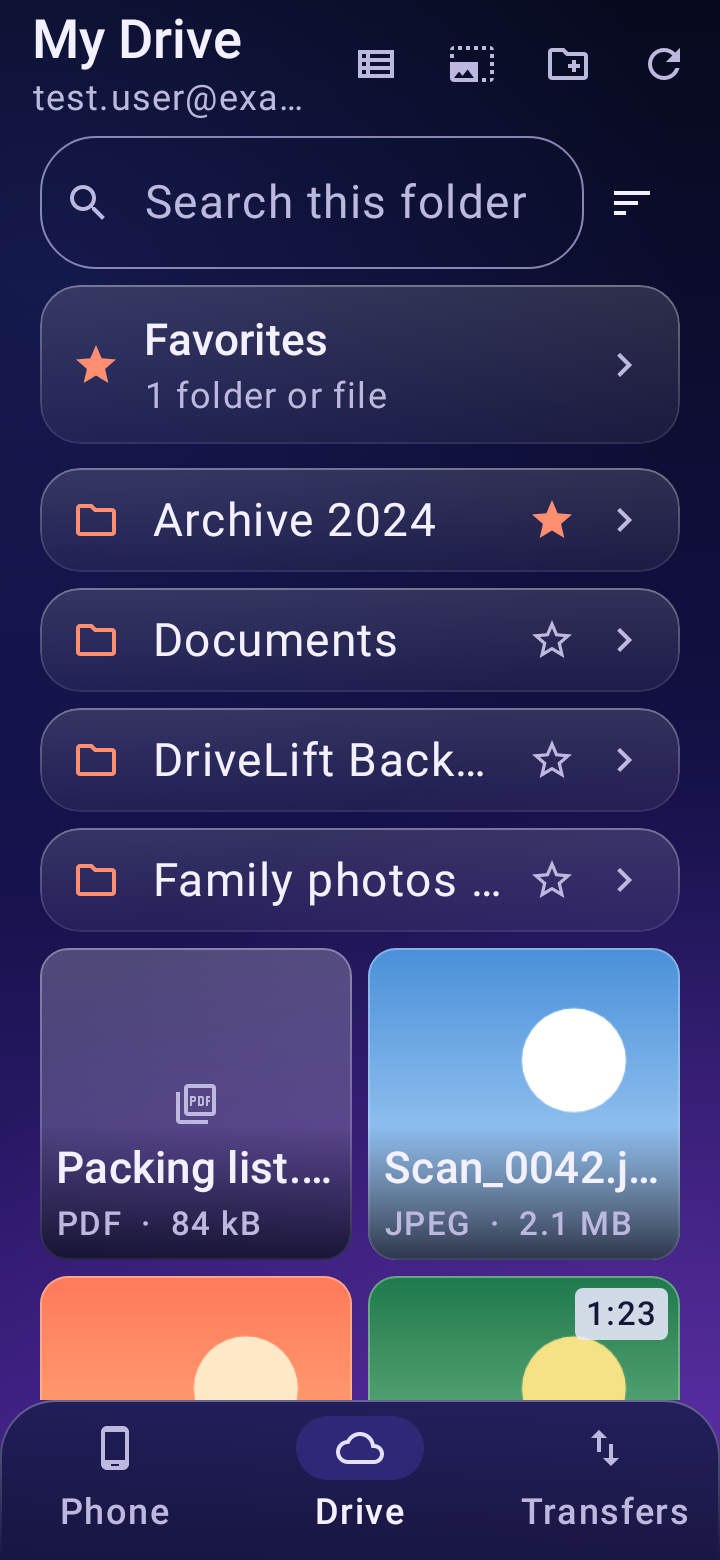 My Drive
test.user@exa...
Search this folder
Favorites
1 folder or file
Archive 2024
Documents
DriveLift Back...
Family photos ...
PDF
Packing list....
PDF · 84 kB
Scan_0042.j...
JPEG · 2.1 MB
1:23
Phone
Drive
Transfers